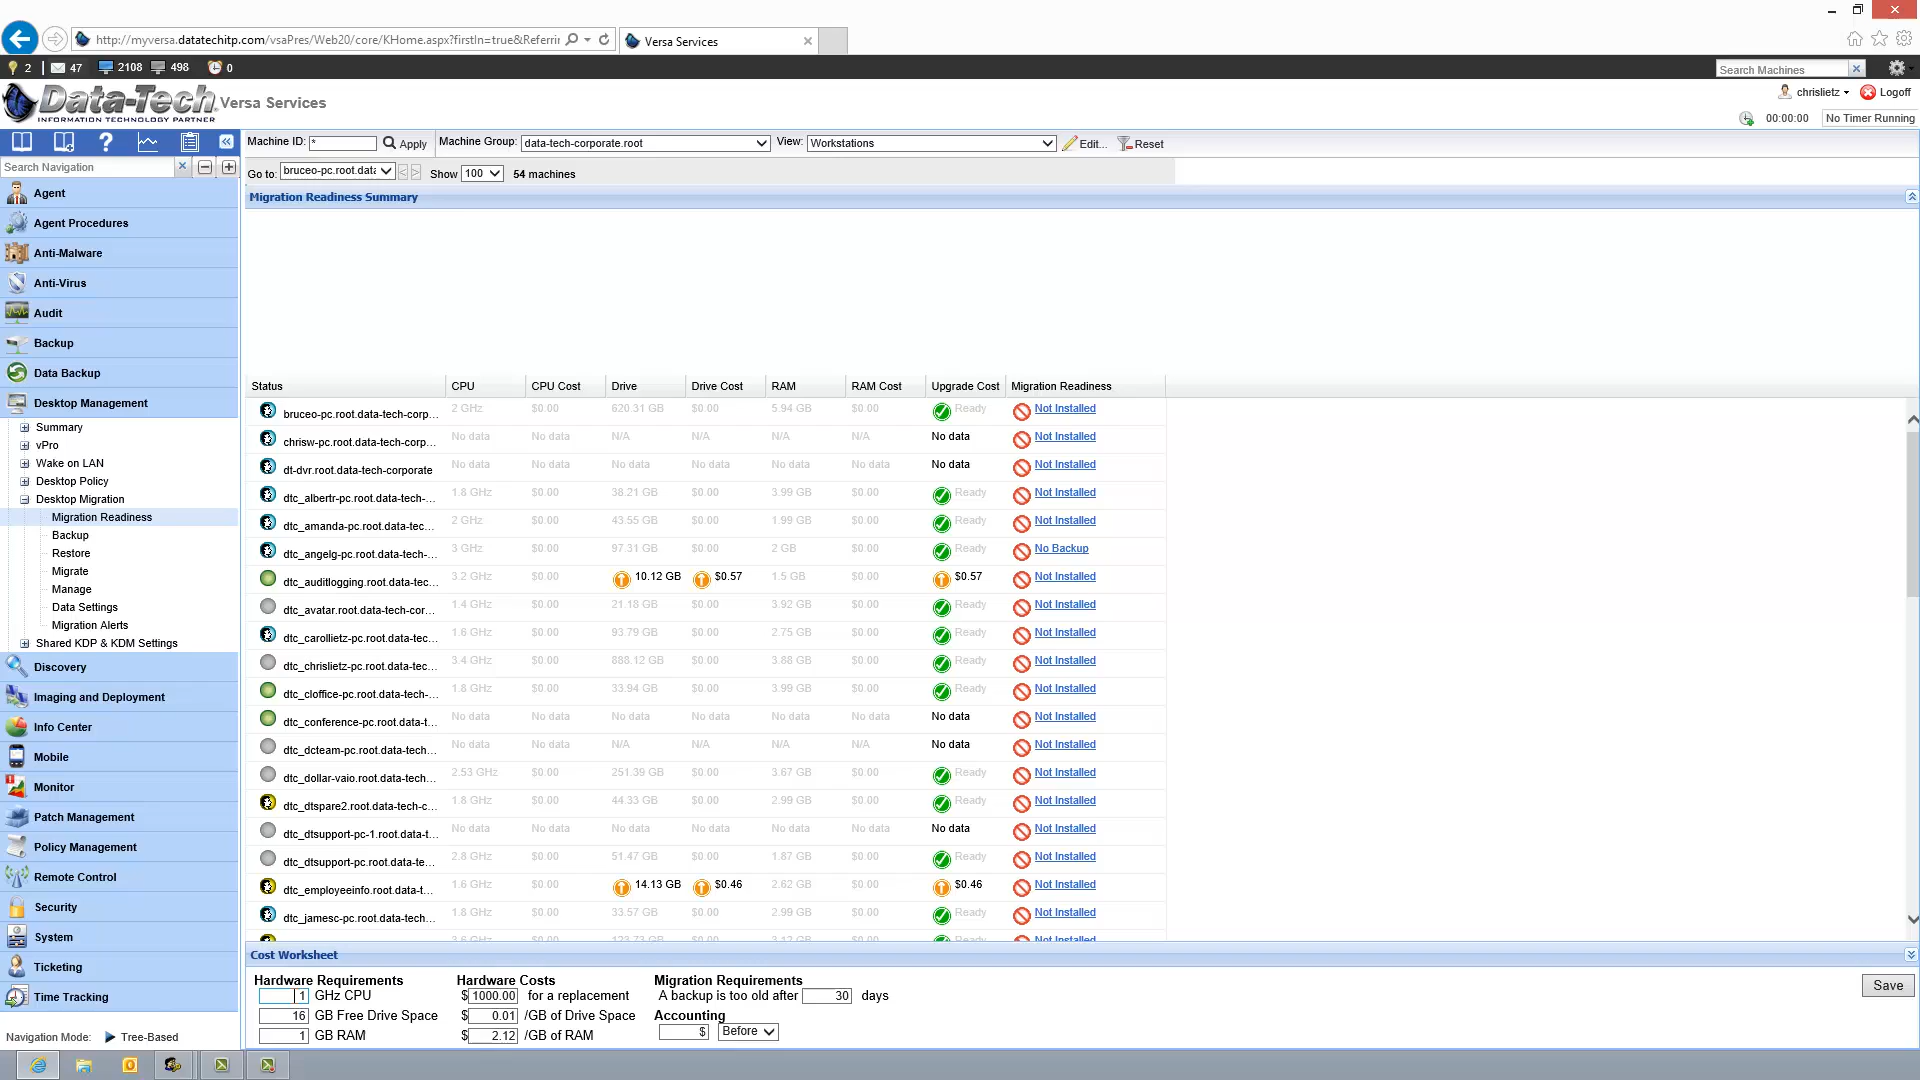 http://myversa.datatechitp.com/vsaPres/Web20/core/KHome.aspx?firstIn=true&Referrin
Versa Services
2 47 2108 498 0
Search Machines
Data-Tech Versa Services
INFORMATION TECHNOLOGY PARTNER
chrislietz Logoff
00:00:00 No Timer Running
Machine ID: * Apply Machine Group: data-tech-corporate.root View: Workstations Edit... Reset
Search Navigation
Go to: bruceo-pc.root.data Show 100 54 machines
Migration Readiness Summary
Agent
Agent Procedures
Anti-Malware
Anti-Virus
Audit
Backup
Data Backup
Desktop Management
Summary
vPro
Wake on LAN
Desktop Policy
Desktop Migration
Migration Readiness
Backup
Restore
Migrate
Manage
Data Settings
Migration Alerts
Shared KDP & KDM Settings
Discovery
Imaging and Deployment
Info Center
Mobile
Monitor
Patch Management
Policy Management
Remote Control
Security
System
Ticketing
Time Tracking
Navigation Mode: Tree-Based
Status CPU CPU Cost Drive Drive Cost RAM RAM Cost Upgrade Cost Migration Readiness
bruceo-pc.root.data-tech-corp... 2 GHz $0.00 620.31 GB $0.00 5.94 GB $0.00 Ready Not Installed
chrisw-pc.root.data-tech-corp... No data No data N/A N/A N/A N/A No data Not Installed
dt-dvr.root.data-tech-corporate No data No data No data No data No data No data No data Not Installed
dtc_albertr-pc.root.data-tech-... 1.8 GHz $0.00 38.21 GB $0.00 3.99 GB $0.00 Ready Not Installed
dtc_amanda-pc.root.data-tec... 2 GHz $0.00 43.55 GB $0.00 1.99 GB $0.00 Ready Not Installed
dtc_angelg-pc.root.data-tech-... 3 GHz $0.00 97.31 GB $0.00 2 GB $0.00 Ready No Backup
dtc_auditlogging.root.data-tec... 3.2 GHz $0.00 10.12 GB $0.57 1.5 GB $0.00 $0.57 Not Installed
dtc_avatar.root.data-tech-cor... 1.4 GHz $0.00 21.18 GB $0.00 3.92 GB $0.00 Ready Not Installed
dtc_carollietz-pc.root.data-tec... 1.6 GHz $0.00 93.79 GB $0.00 2.75 GB $0.00 Ready Not Installed
dtc_chrislietz-pc.root.data-tec... 3.4 GHz $0.00 888.12 GB $0.00 3.88 GB $0.00 Ready Not Installed
dtc_cloffice-pc.root.data-tech-... 1.8 GHz $0.00 33.94 GB $0.00 3.99 GB $0.00 Ready Not Installed
dtc_conference-pc.root.data-t... No data No data No data No data No data No data No data Not Installed
dtc_dcteam-pc.root.data-tech... No data No data N/A N/A N/A N/A No data Not Installed
dtc_dollar-vaio.root.data-tech... 2.53 GHz $0.00 251.39 GB $0.00 3.67 GB $0.00 Ready Not Installed
dtc_dtspare2.root.data-tech-c... 1.8 GHz $0.00 44.33 GB $0.00 2.99 GB $0.00 Ready Not Installed
dtc_dtsupport-pc-1.root.data-t... No data No data No data No data No data No data No data Not Installed
dtc_dtsupport-pc.root.data-te... 2.8 GHz $0.00 51.47 GB $0.00 1.87 GB $0.00 Ready Not Installed
dtc_employeeinfo.root.data-t... 1.6 GHz $0.00 14.13 GB $0.46 2.62 GB $0.00 $0.46 Not Installed
dtc_jamesc-pc.root.data-tech... 1.8 GHz $0.00 33.57 GB $0.00 2.99 GB $0.00 Ready Not Installed
3.6 GHz $0.00 123.73 GB $0.00 3.12 GB $0.00 Ready Not Installed
Cost Worksheet
Hardware Requirements Hardware Costs Migration Requirements
1 GHz CPU $ 1000.00 for a replacement A backup is too old after 30 days Save
16 GB Free Drive Space $ 0.01 /GB of Drive Space Accounting
1 GB RAM $ 2.12 /GB of RAM $ Before